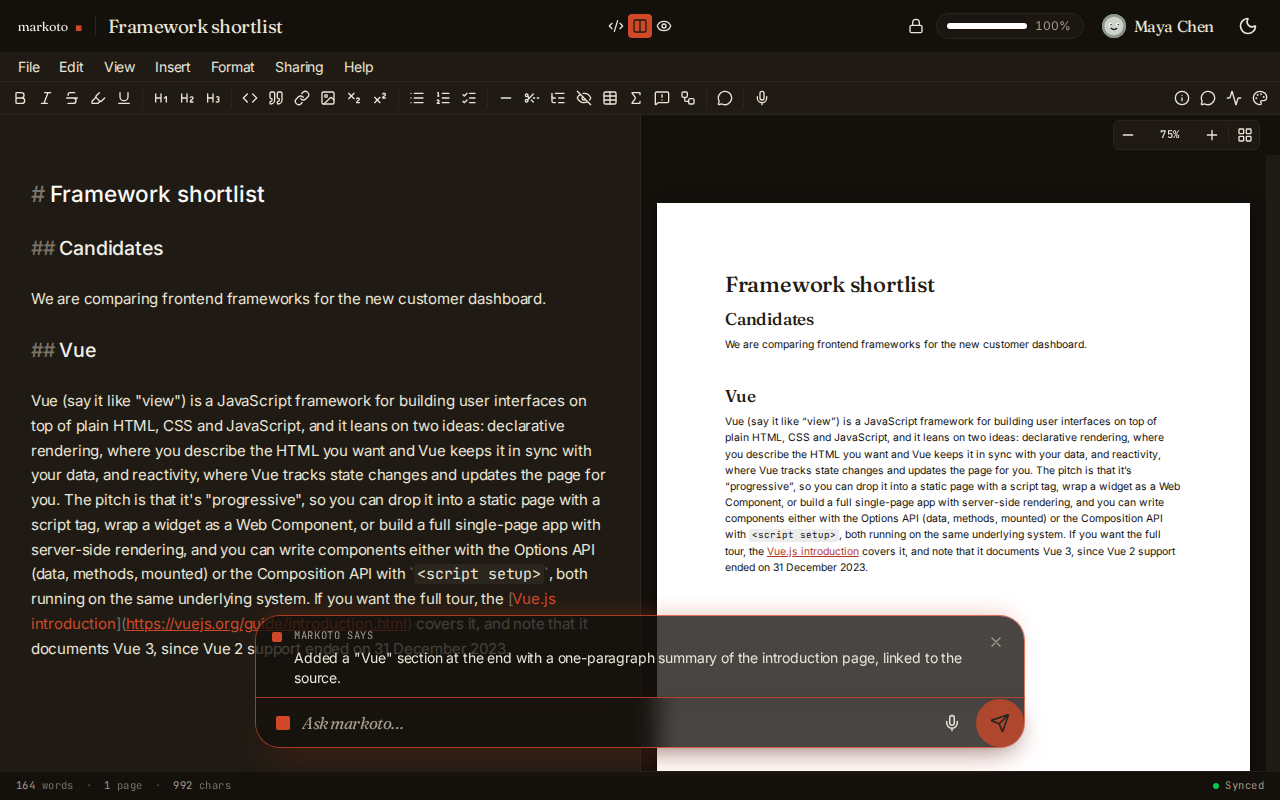 markoto
Framework shortlist
100%
Maya Chen
File Edit View Insert Format Sharing Help
H1 H2 H3
75%
# Framework shortlist
## Candidates
We are comparing frontend frameworks for the new customer dashboard.
## Vue
Vue (say it like "view") is a JavaScript framework for building user interfaces on
top of plain HTML, CSS and JavaScript, and it leans on two ideas: declarative
rendering, where you describe the HTML you want and Vue keeps it in sync with
your data, and reactivity, where Vue tracks state changes and updates the page for
you. The pitch is that it's "progressive", so you can drop it into a static page with a
script tag, wrap a widget as a Web Component, or build a full single-page app with
server-side rendering, and you can write components either with the Options API
(data, methods, mounted) or the Composition API with `<script setup>`, both
running on the same underlying system. If you want the full tour, the [Vue.js
introduction](https://vuejs.org/guide/introduction.html) covers it, and note that it
documents Vue 3, since Vue 2 support ended on 31 December 2023.
Framework shortlist
Candidates
We are comparing frontend frameworks for the new customer dashboard.
Vue
Vue (say it like “view”) is a JavaScript framework for building user interfaces on top of
plain HTML, CSS and JavaScript, and it leans on two ideas: declarative rendering, where
you describe the HTML you want and Vue keeps it in sync with your data, and reactivity,
where Vue tracks state changes and updates the page for you. The pitch is that it’s
“progressive”, so you can drop it into a static page with a script tag, wrap a widget as a Web
Component, or build a full single-page app with server-side rendering, and you can write
components either with the Options API (data, methods, mounted) or the Composition API
with <script setup>, both running on the same underlying system. If you want the full
tour, the Vue.js introduction covers it, and note that it documents Vue 3, since Vue 2 support
ended on 31 December 2023.
MARKOTO SAYS
Added a "Vue" section at the end with a one-paragraph summary of the introduction page, linked to the
source.
Ask markoto...
164 words · 1 page · 992 chars
Synced